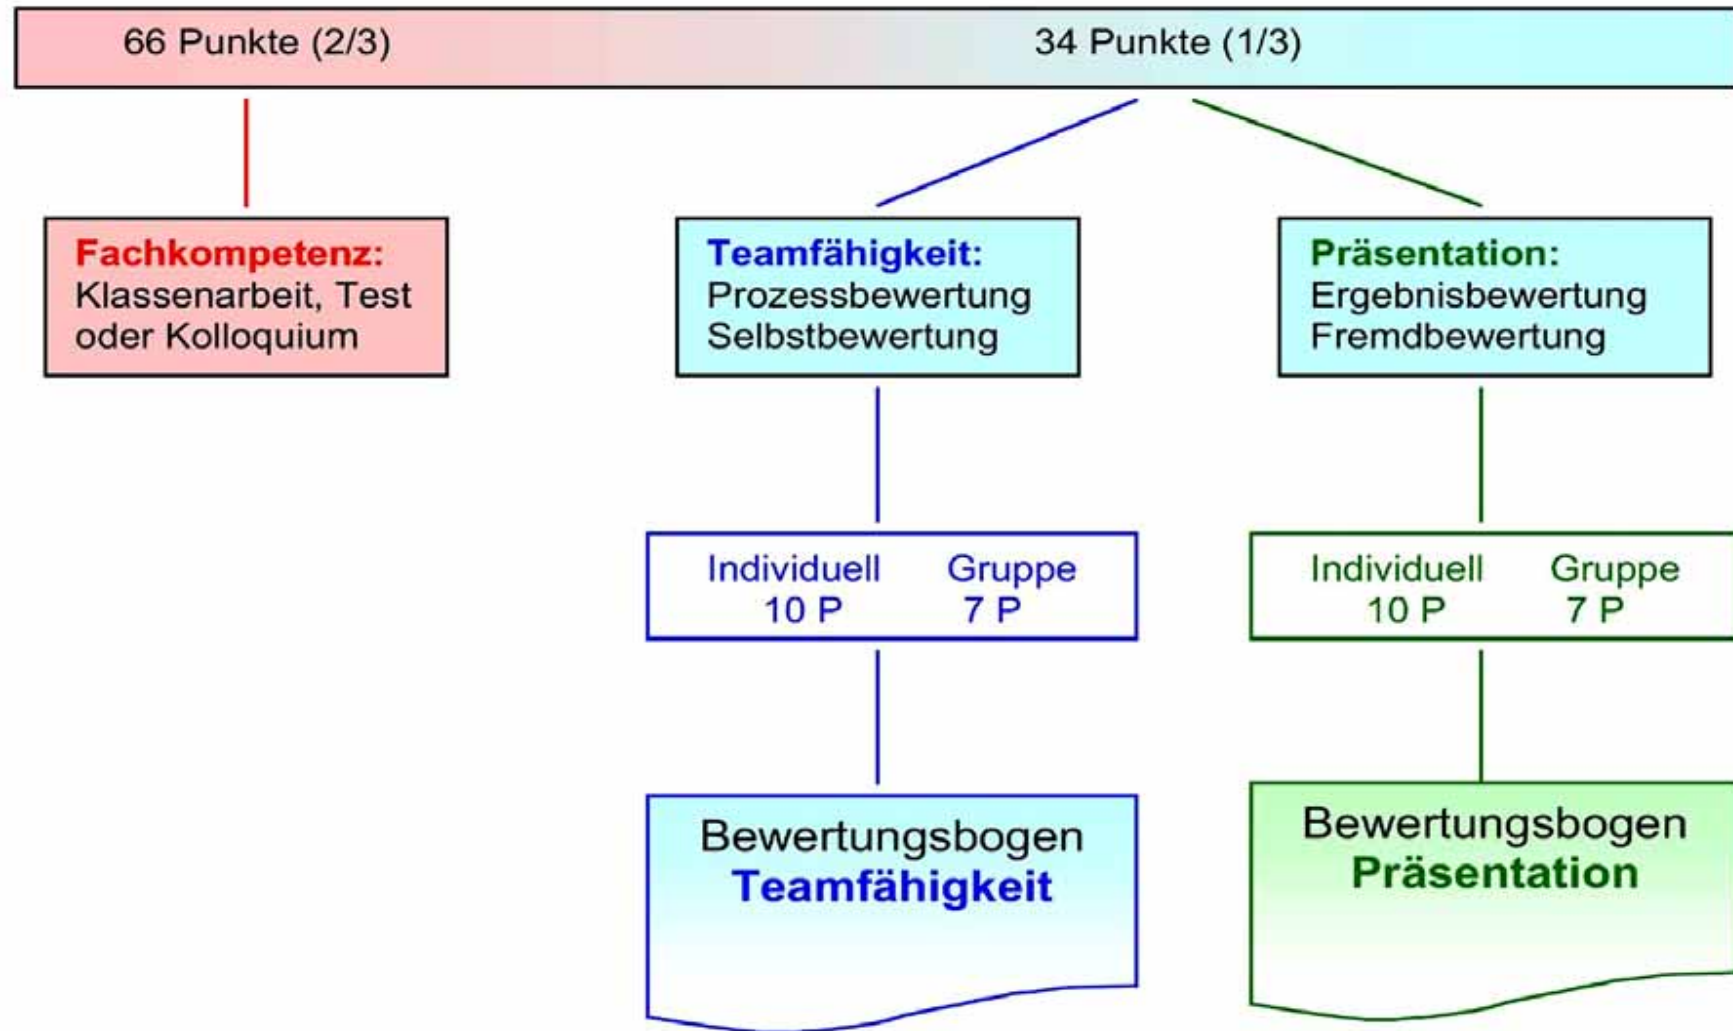 66 Punkte (2/3)
34 Punkte (1/3)
Fachkompetenz:
Klassenarbeit, Test
oder Kolloquium
Teamfähigkeit:
Prozessbewertung
Selbstbewertung
Präsentation:
Ergebnisbewertung
Fremdbewertung
Individuell Gruppe
10 P 7 P
Individuell Gruppe
10 P 7 P
Bewertungsbogen
Teamfähigkeit
Bewertungsbogen
Präsentation